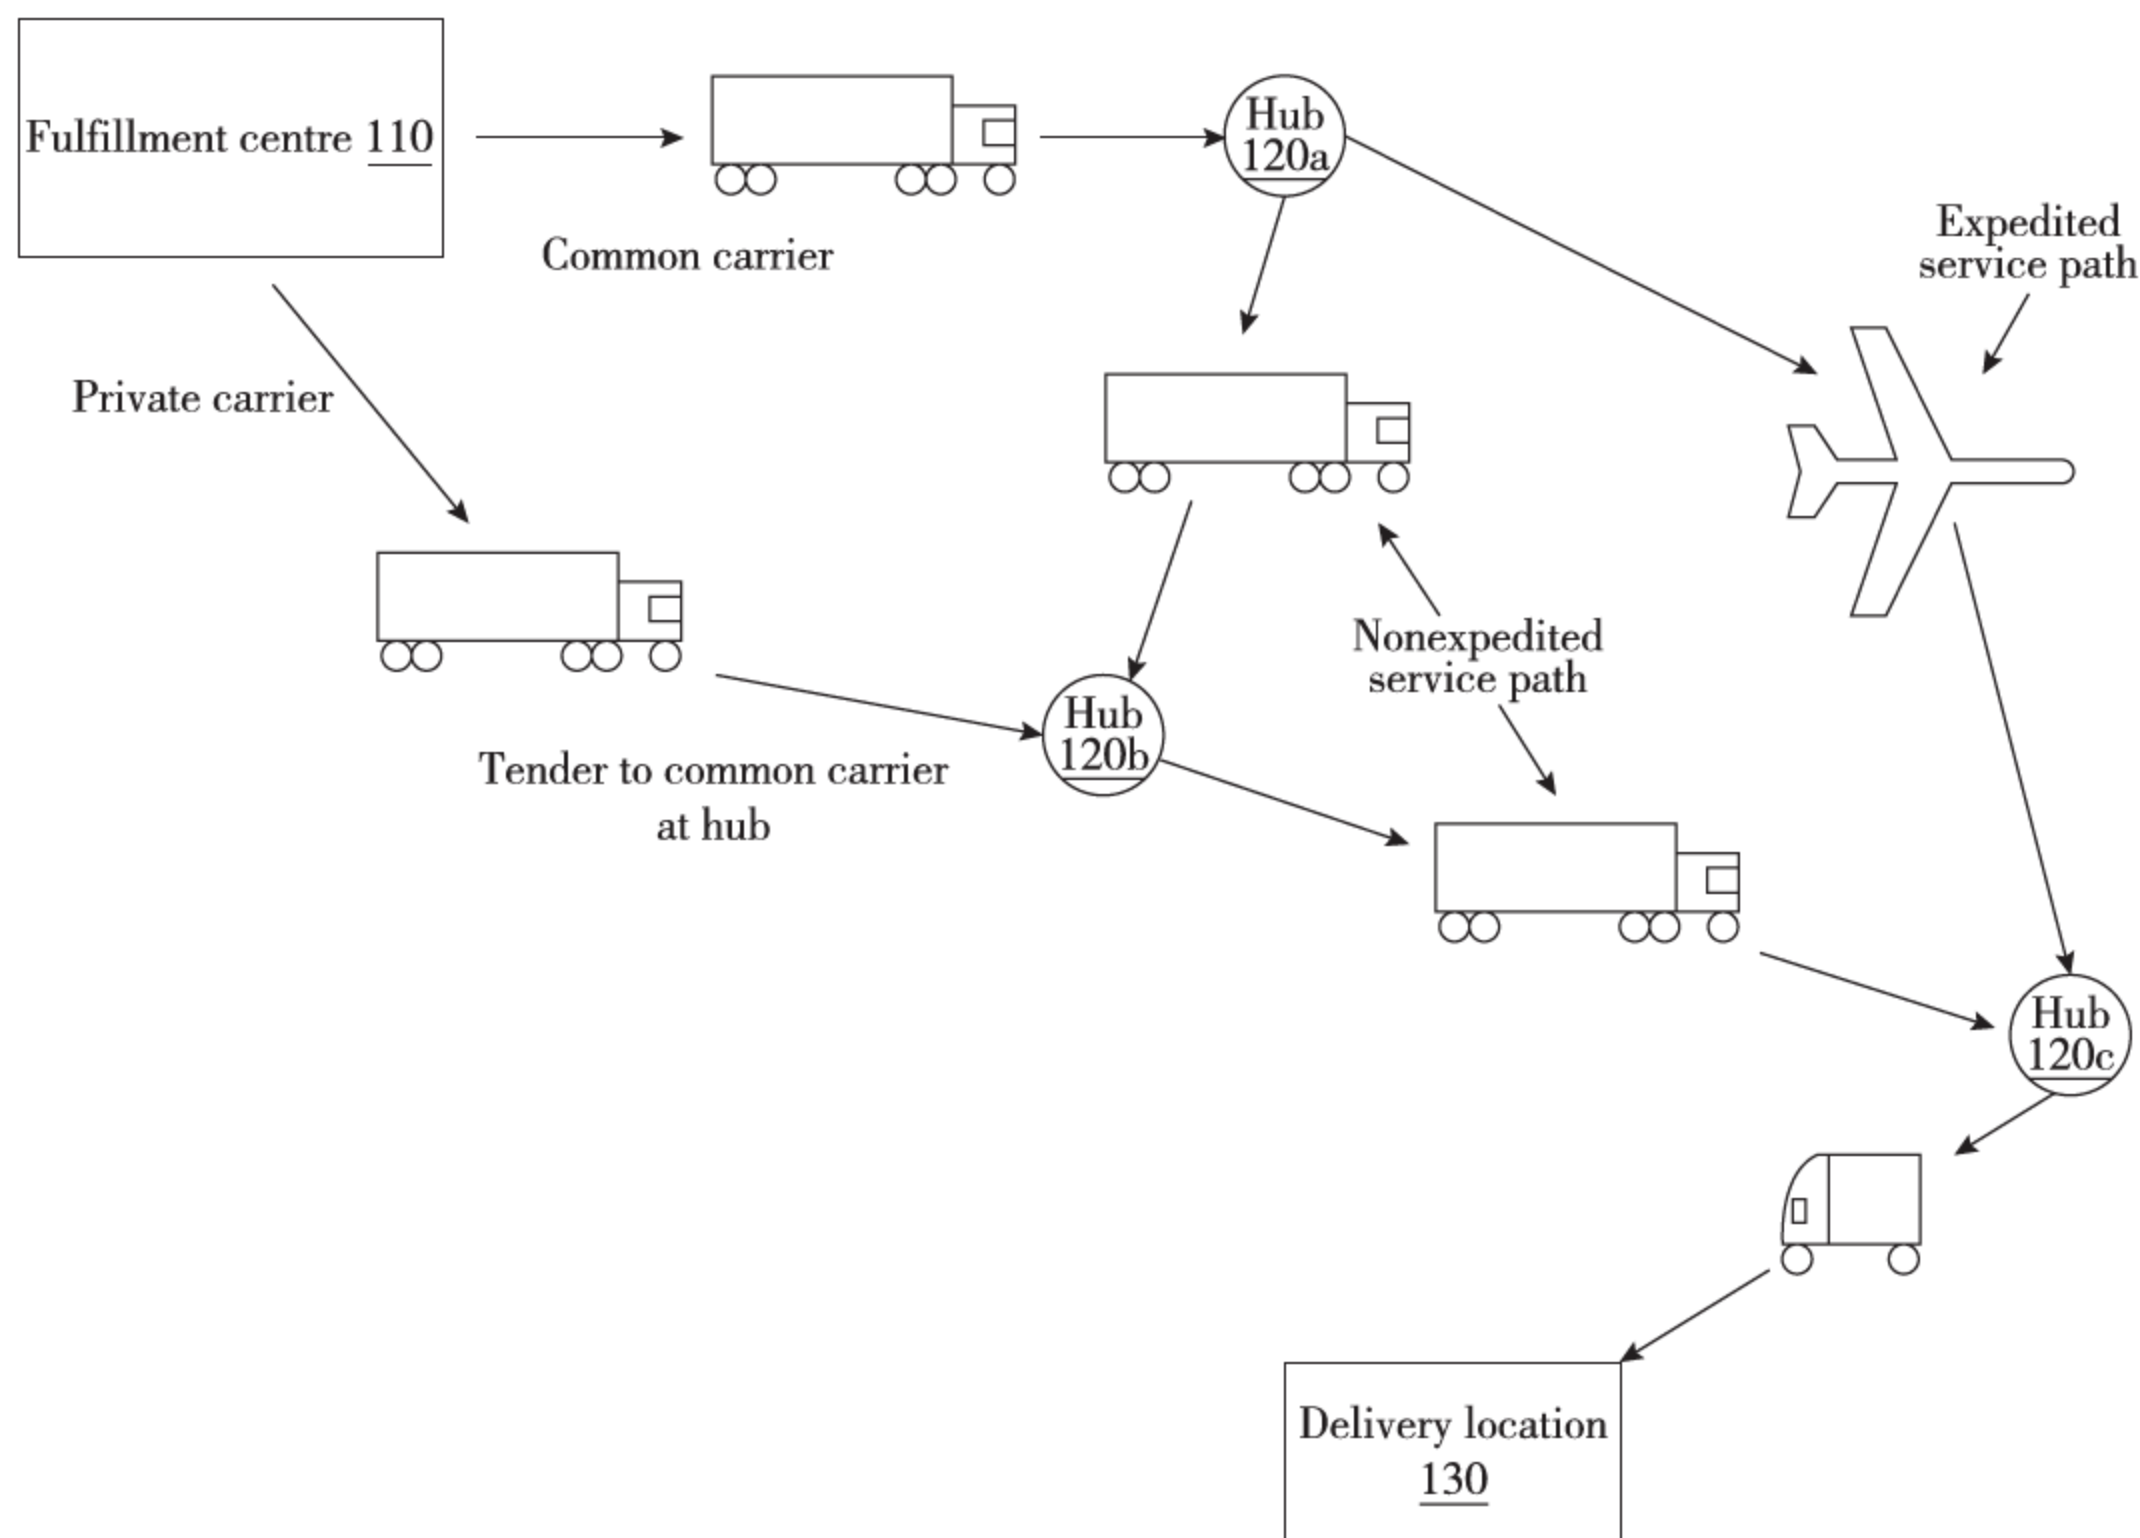 Fulfillment centre 110
Common carrier
Hub
120a
Expedited
service path
Private carrier
Nonexpedited
service path
Hub
120b
Tender to common carrier
at hub
Hub
120c
Delivery location
130